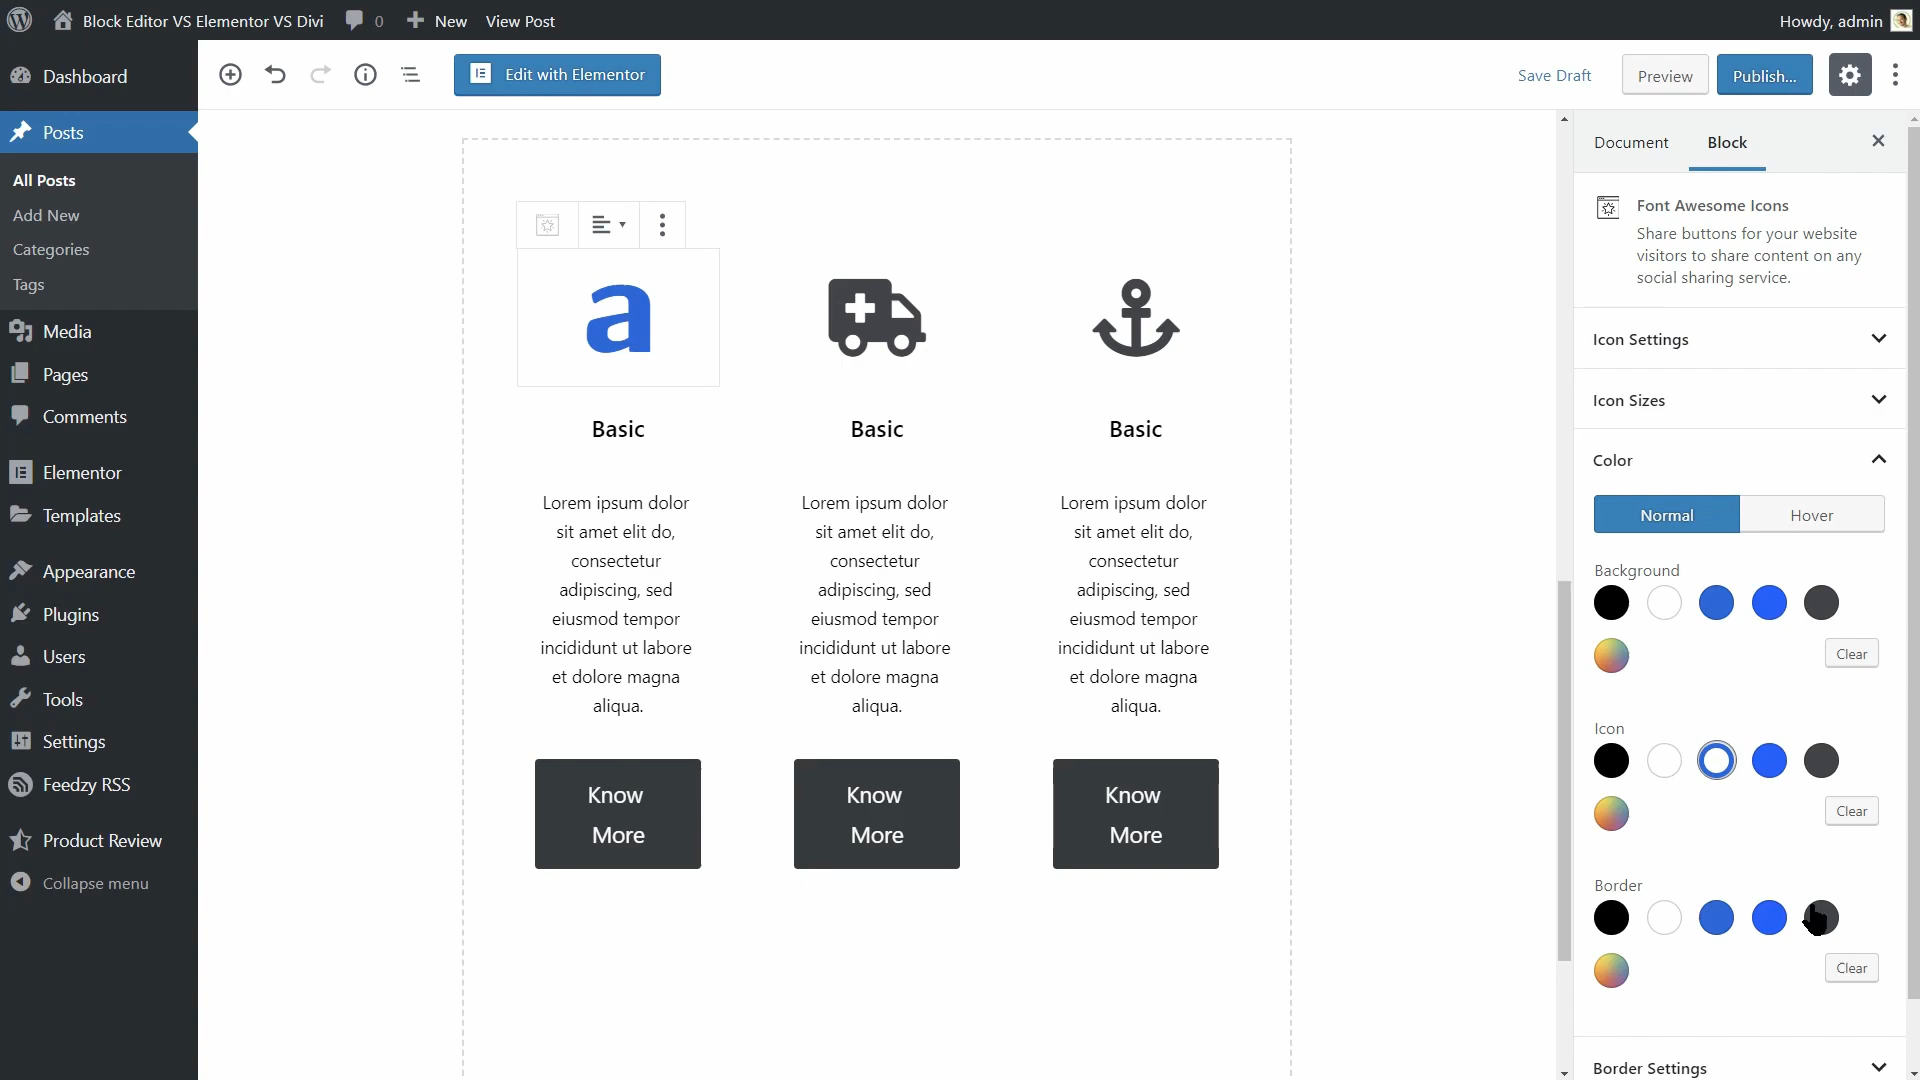 Block Editor VS Elementor VS Divi
0
New
View Post
Howdy, admin
Dashboard
Posts
All Posts
Add New
Categories
Tags
Media
Pages
Comments
Elementor
Templates
Appearance
Plugins
Users
Tools
Settings
Feedzy RSS
Product Review
Collapse menu
Edit with Elementor
Save Draft
Preview
Publish...
a
Basic
Lorem ipsum dolor
sit amet elit do,
consectetur
adipiscing, sed
eiusmod tempor
incididunt ut labore
et dolore magna
aliqua.
Know
More
Basic
Lorem ipsum dolor
sit amet elit do,
consectetur
adipiscing, sed
eiusmod tempor
incididunt ut labore
et dolore magna
aliqua.
Know
More
Basic
Lorem ipsum dolor
sit amet elit do,
consectetur
adipiscing, sed
eiusmod tempor
incididunt ut labore
et dolore magna
aliqua.
Know
More
Document
Block
Font Awesome Icons
Share buttons for your website
visitors to share content on any
social sharing service.
Icon Settings
Icon Sizes
Color
Normal
Hover
Background
Clear
Icon
Clear
Border
Clear
Border Settings